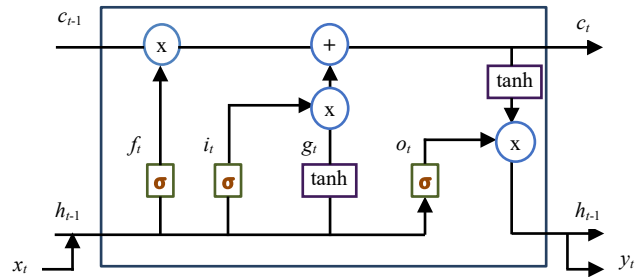 c_{t-1} x + c_t
tanh
x x
f_t i_t g_t o_t
σ σ tanh σ
h_{t-1} h_{t-1}
x_t y_t